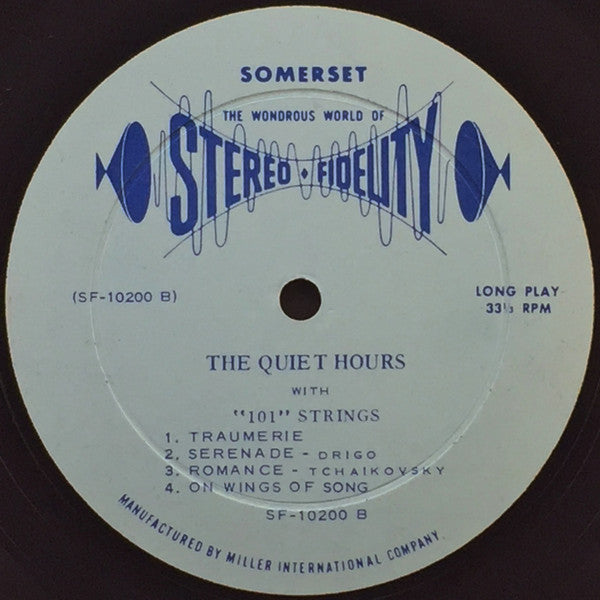 SOMERSET
THE WONDROUS WORLD OF
STEREO • FIDELITY
(SF-10200 B)
LONG PLAY
33⅓ RPM
THE QUIET HOURS
WITH
"101" STRINGS
1. TRAUMERIE
2. SERENADE - DRIGO
3. ROMANCE - TCHAIKOVSKY
4. ON WINGS OF SONG
SF-10200 B
MANUFACTURED BY MILLER INTERNATIONAL COMPANY.